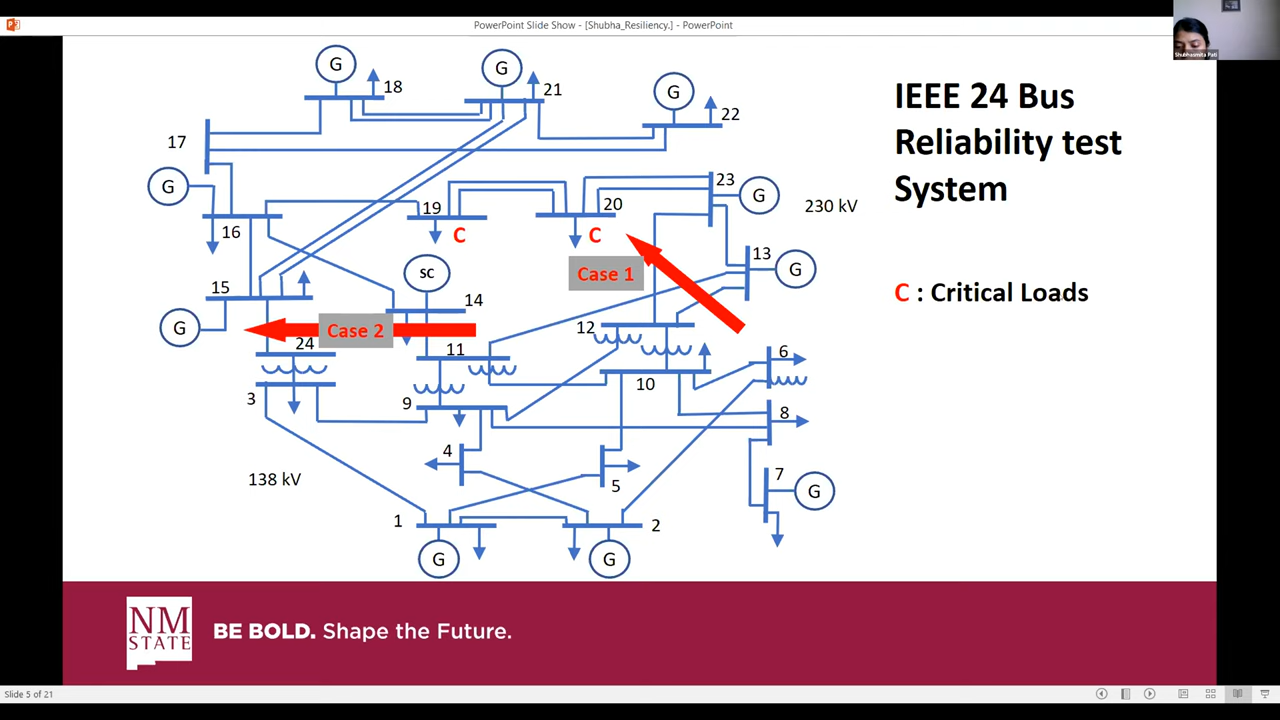 PowerPoint Slide Show - [Shubha_Resiliency.] - PowerPoint
Shubhasmita Pati
IEEE 24 Bus
Reliability test
System
C : Critical Loads
G
18
G
21
G
22
17
G
16
19
C
20
C
23
G
230 kV
Case 1
SC
13
G
15
14
G
Case 2
24
11
12
6
10
3
9
8
4
5
7
G
138 kV
1
2
G
G
NM
STATE
BE BOLD. Shape the Future.
Slide 5 of 21